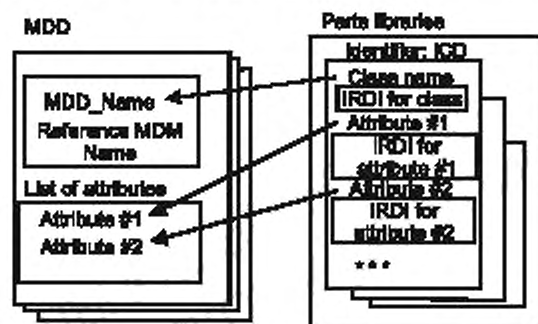 MDD
MDD_Name
Reference MDM
Name
List of attributes
Attribute #1
Attribute #2
Parts libraries
Identifier: ICD
Class name
IRDI for class
Attribute #1
IRDI for
attribute #1
Attribute #2
IRDI for
attribute #2
•••